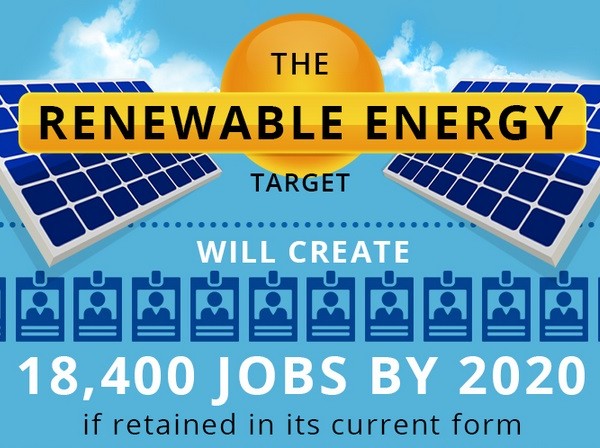 THE
RENEWABLE ENERGY
TARGET
WILL CREATE
18,400 JOBS BY 2020
if retained in its current form